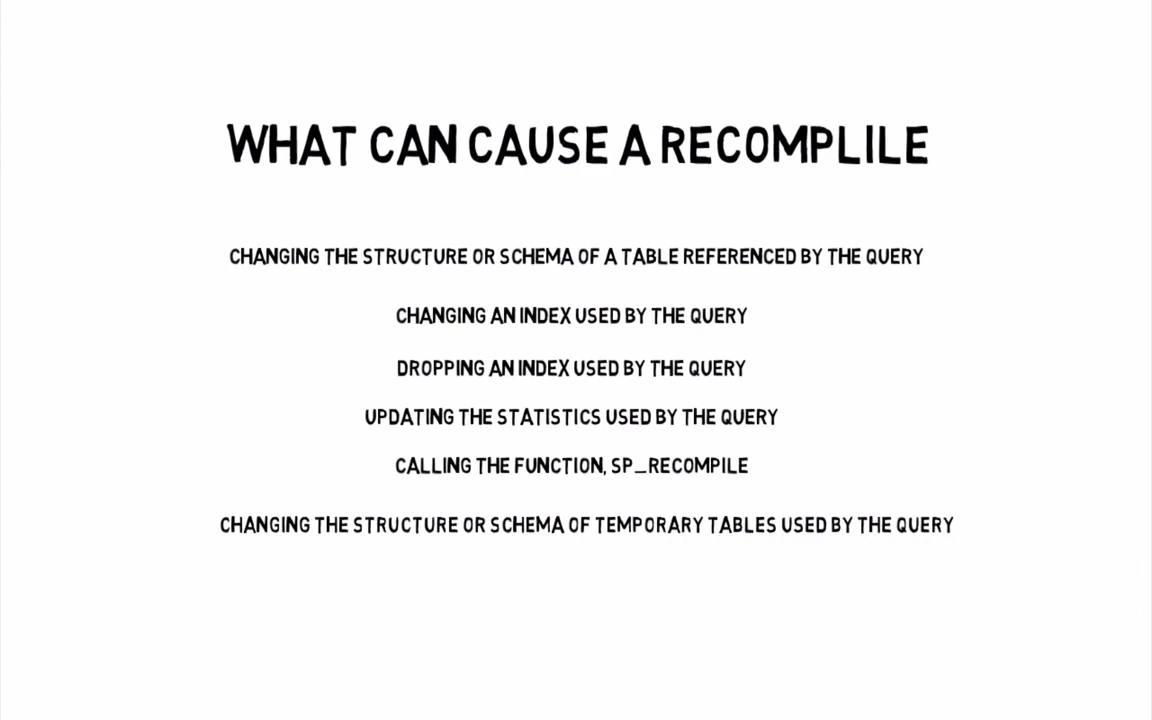 WHAT CAN CAUSE A RECOMPLILE
CHANGING THE STRUCTURE OR SCHEMA OF A TABLE REFERENCED BY THE QUERY
CHANGING AN INDEX USED BY THE QUERY
DROPPING AN INDEX USED BY THE QUERY
UPDATING THE STATISTICS USED BY THE QUERY
CALLING THE FUNCTION, SP_RECOMPILE
CHANGING THE STRUCTURE OR SCHEMA OF TEMPORARY TABLES USED BY THE QUERY